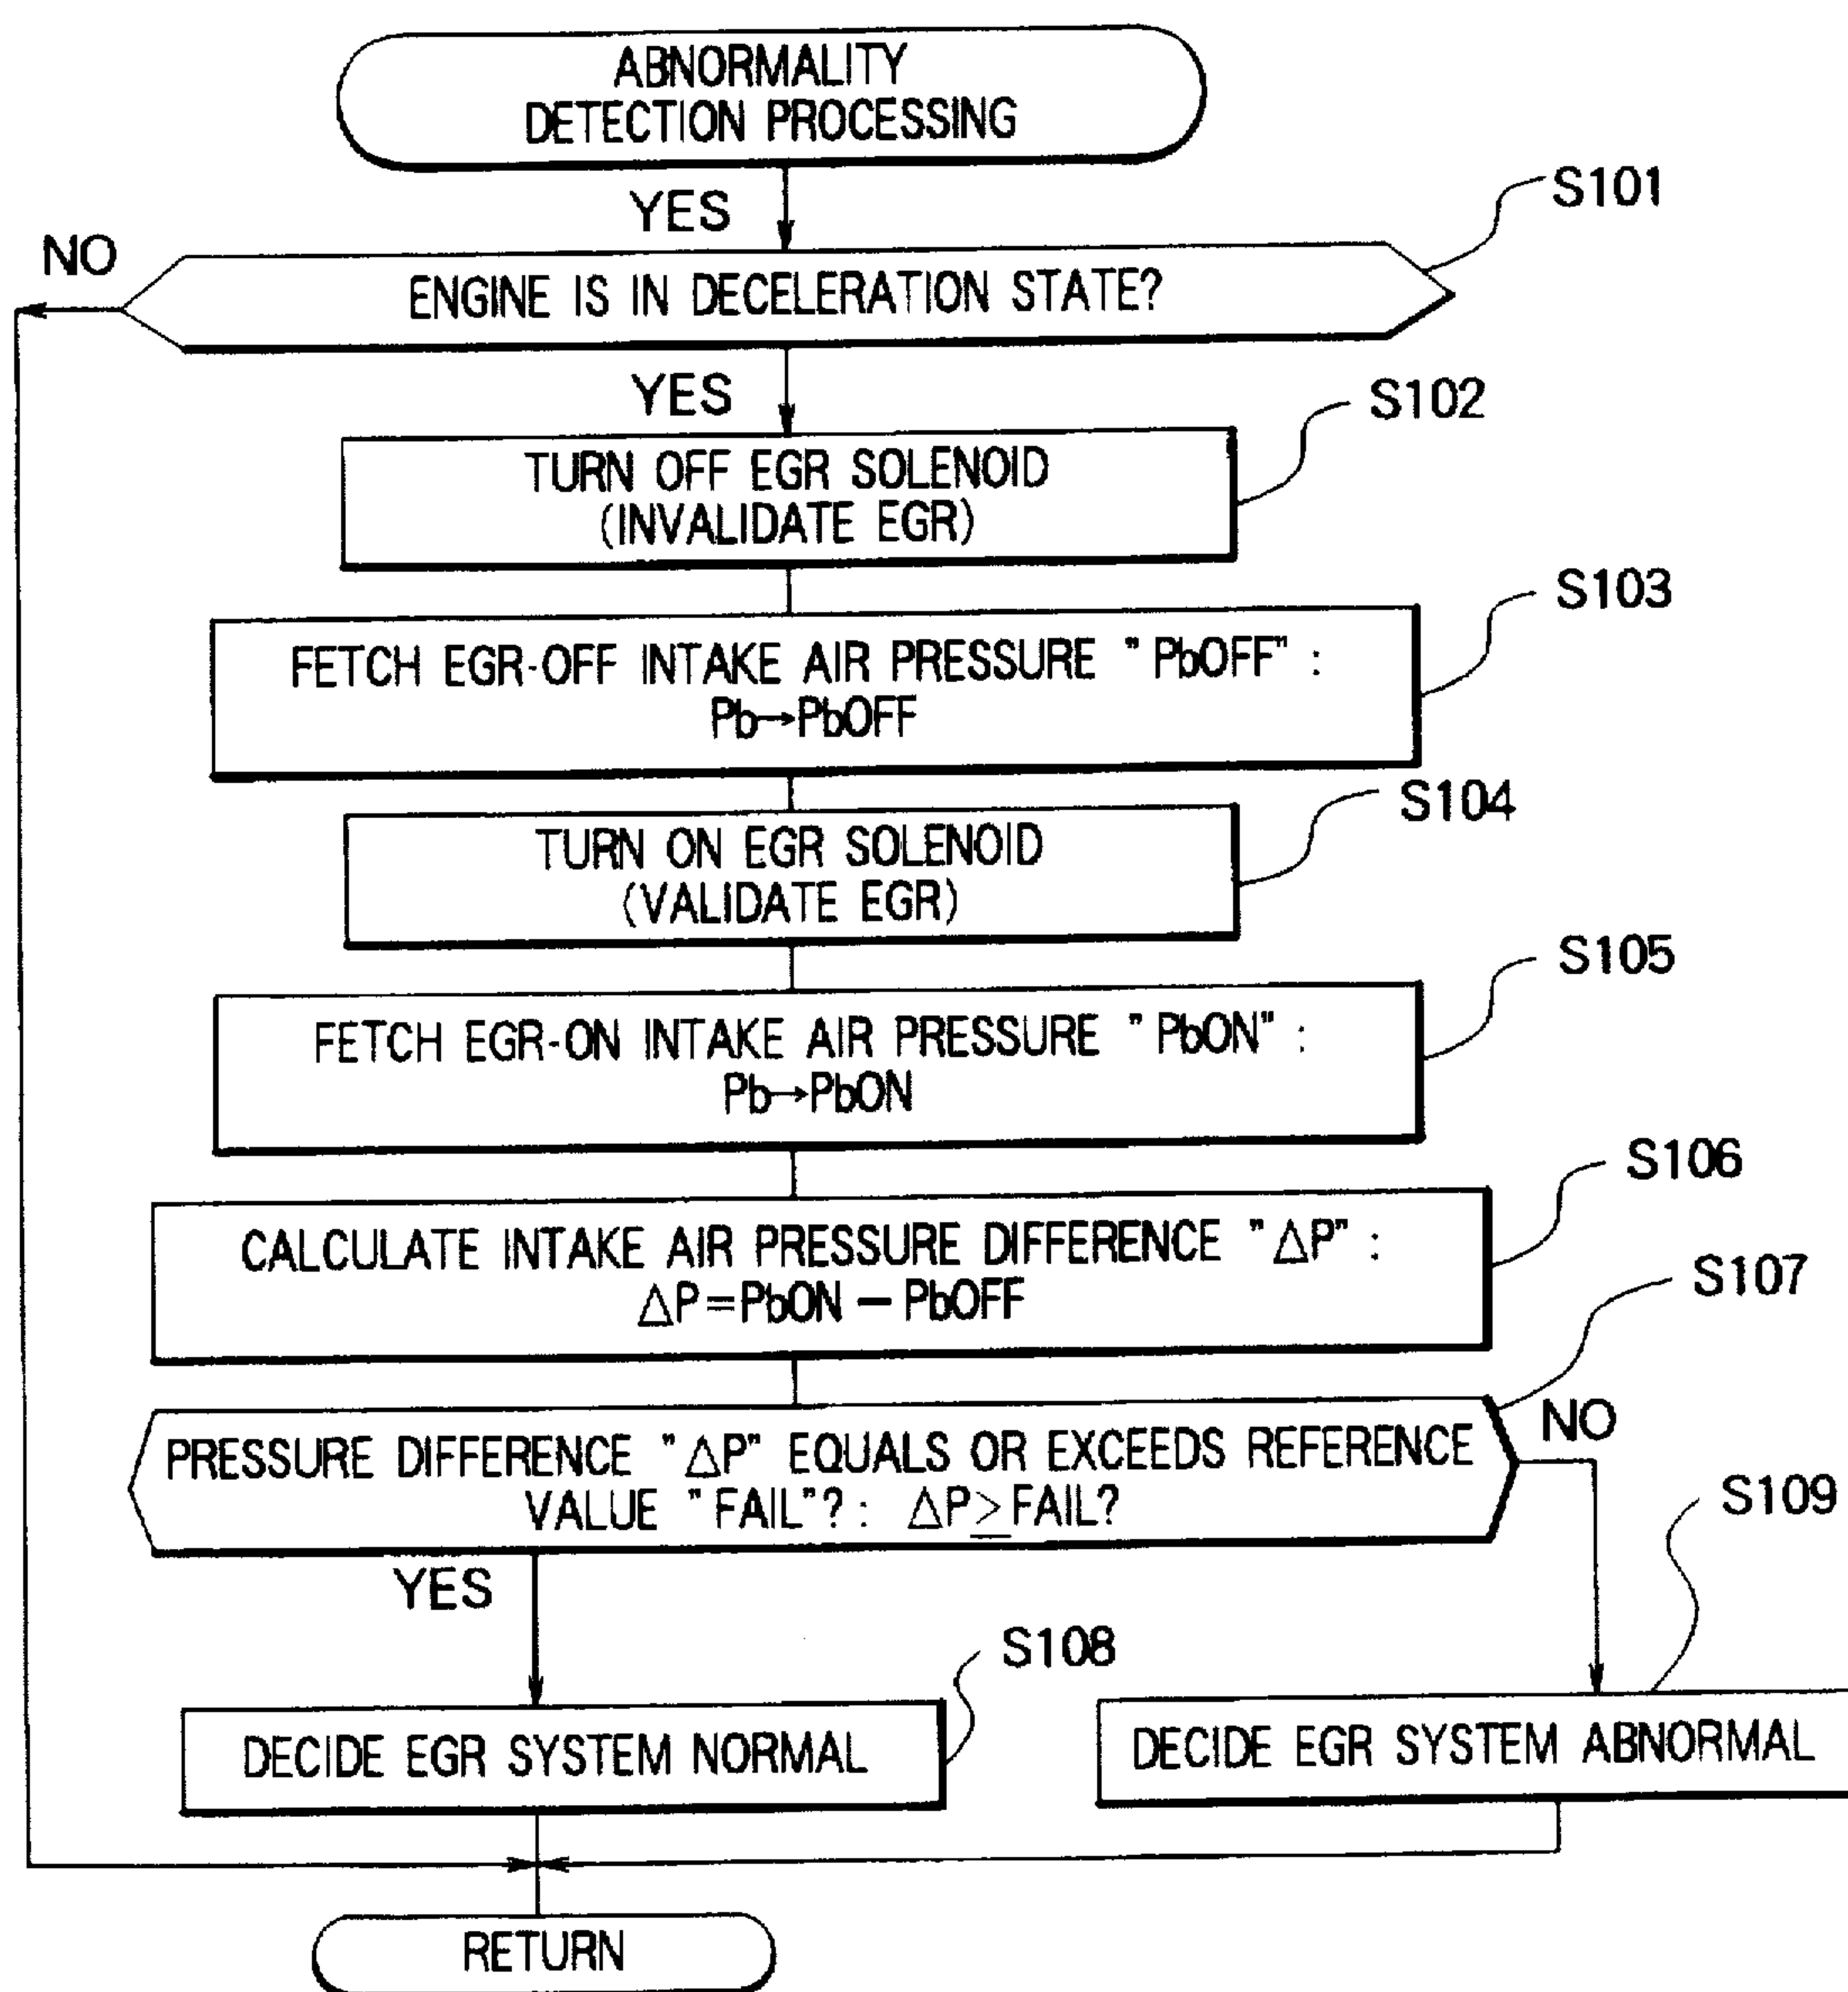 ABNORMALITY
DETECTION PROCESSING
YES
S101
NO
ENGINE IS IN DECELERATION STATE?
YES
S102
TURN OFF EGR SOLENOID
(INVALIDATE EGR)
S103
FETCH EGR-OFF INTAKE AIR PRESSURE "PbOFF" :
Pb→PbOFF
S104
TURN ON EGR SOLENOID
(VALIDATE EGR)
S105
FETCH EGR-ON INTAKE AIR PRESSURE "PbON" :
Pb→PbON
S106
CALCULATE INTAKE AIR PRESSURE DIFFERENCE "△P" :
△P=PbON − PbOFF
S107
NO
PRESSURE DIFFERENCE "△P" EQUALS OR EXCEEDS REFERENCE
VALUE "FAIL"? : △P≥FAIL?
S109
YES
S108
DECIDE EGR SYSTEM NORMAL
DECIDE EGR SYSTEM ABNORMAL
RETURN